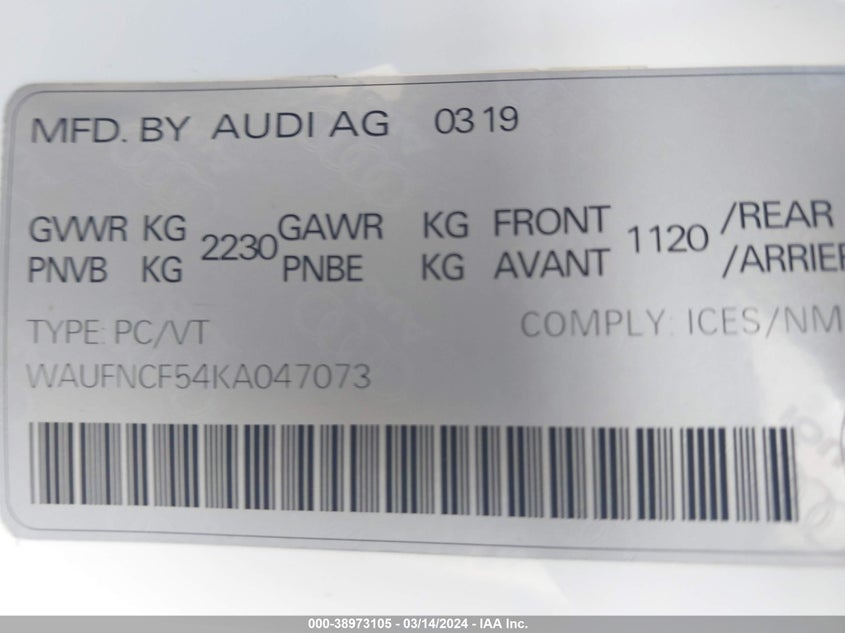 MFD. BY AUDI AG 03 19
GVWR KG 2230 GAWR KG FRONT 1120 /REAR
PNVB KG PNBE KG AVANT /ARRIER
TYPE: PC/VT COMPLY: ICES/NM
WAUFNCF54KA047073
000-38973105 - 03/14/2024 - IAA Inc.